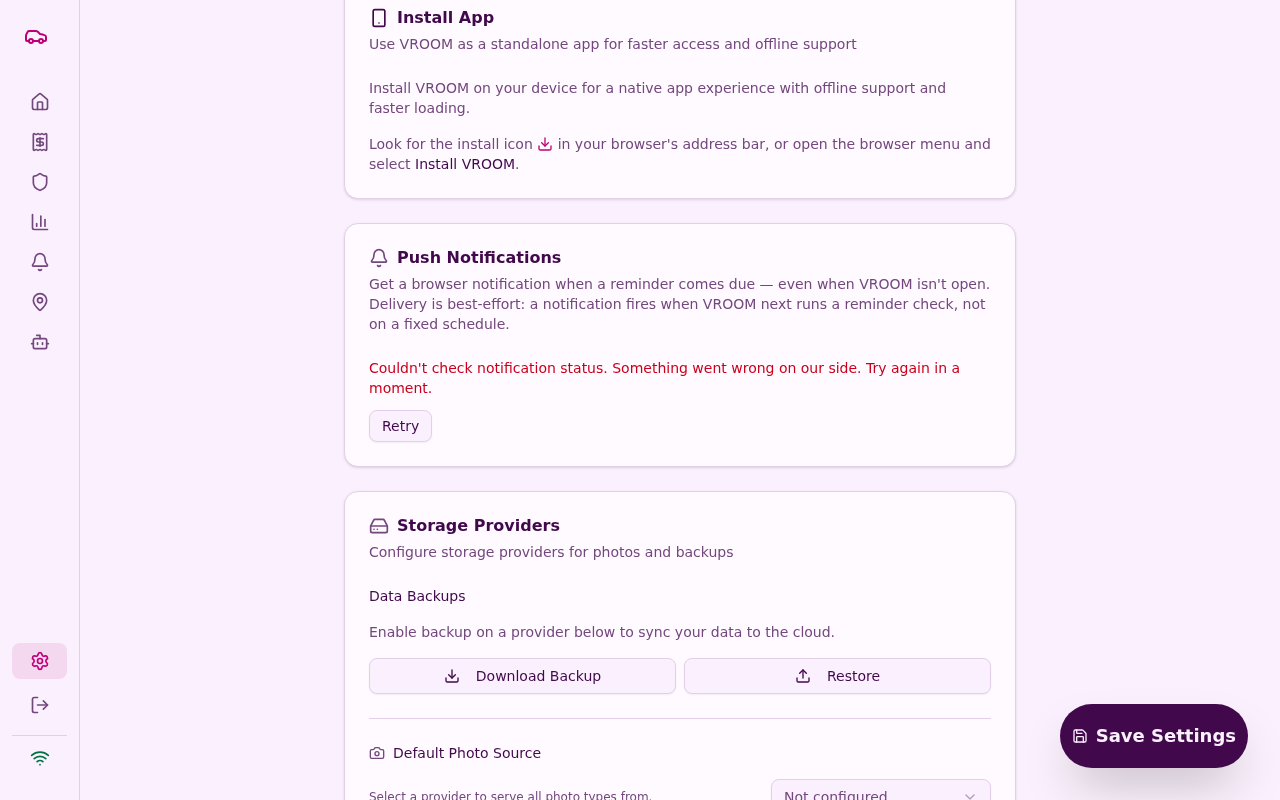 Install App
Use VROOM as a standalone app for faster access and offline support
Install VROOM on your device for a native app experience with offline support and
faster loading.
Look for the install icon in your browser's address bar, or open the browser menu and
select Install VROOM.
Push Notifications
Get a browser notification when a reminder comes due — even when VROOM isn't open.
Delivery is best-effort: a notification fires when VROOM next runs a reminder check, not
on a fixed schedule.
Couldn't check notification status. Something went wrong on our side. Try again in a
moment.
Retry
Storage Providers
Configure storage providers for photos and backups
Data Backups
Enable backup on a provider below to sync your data to the cloud.
Download Backup
Restore
Save Settings
Default Photo Source
Select a provider to serve all photo types from.
Not configured